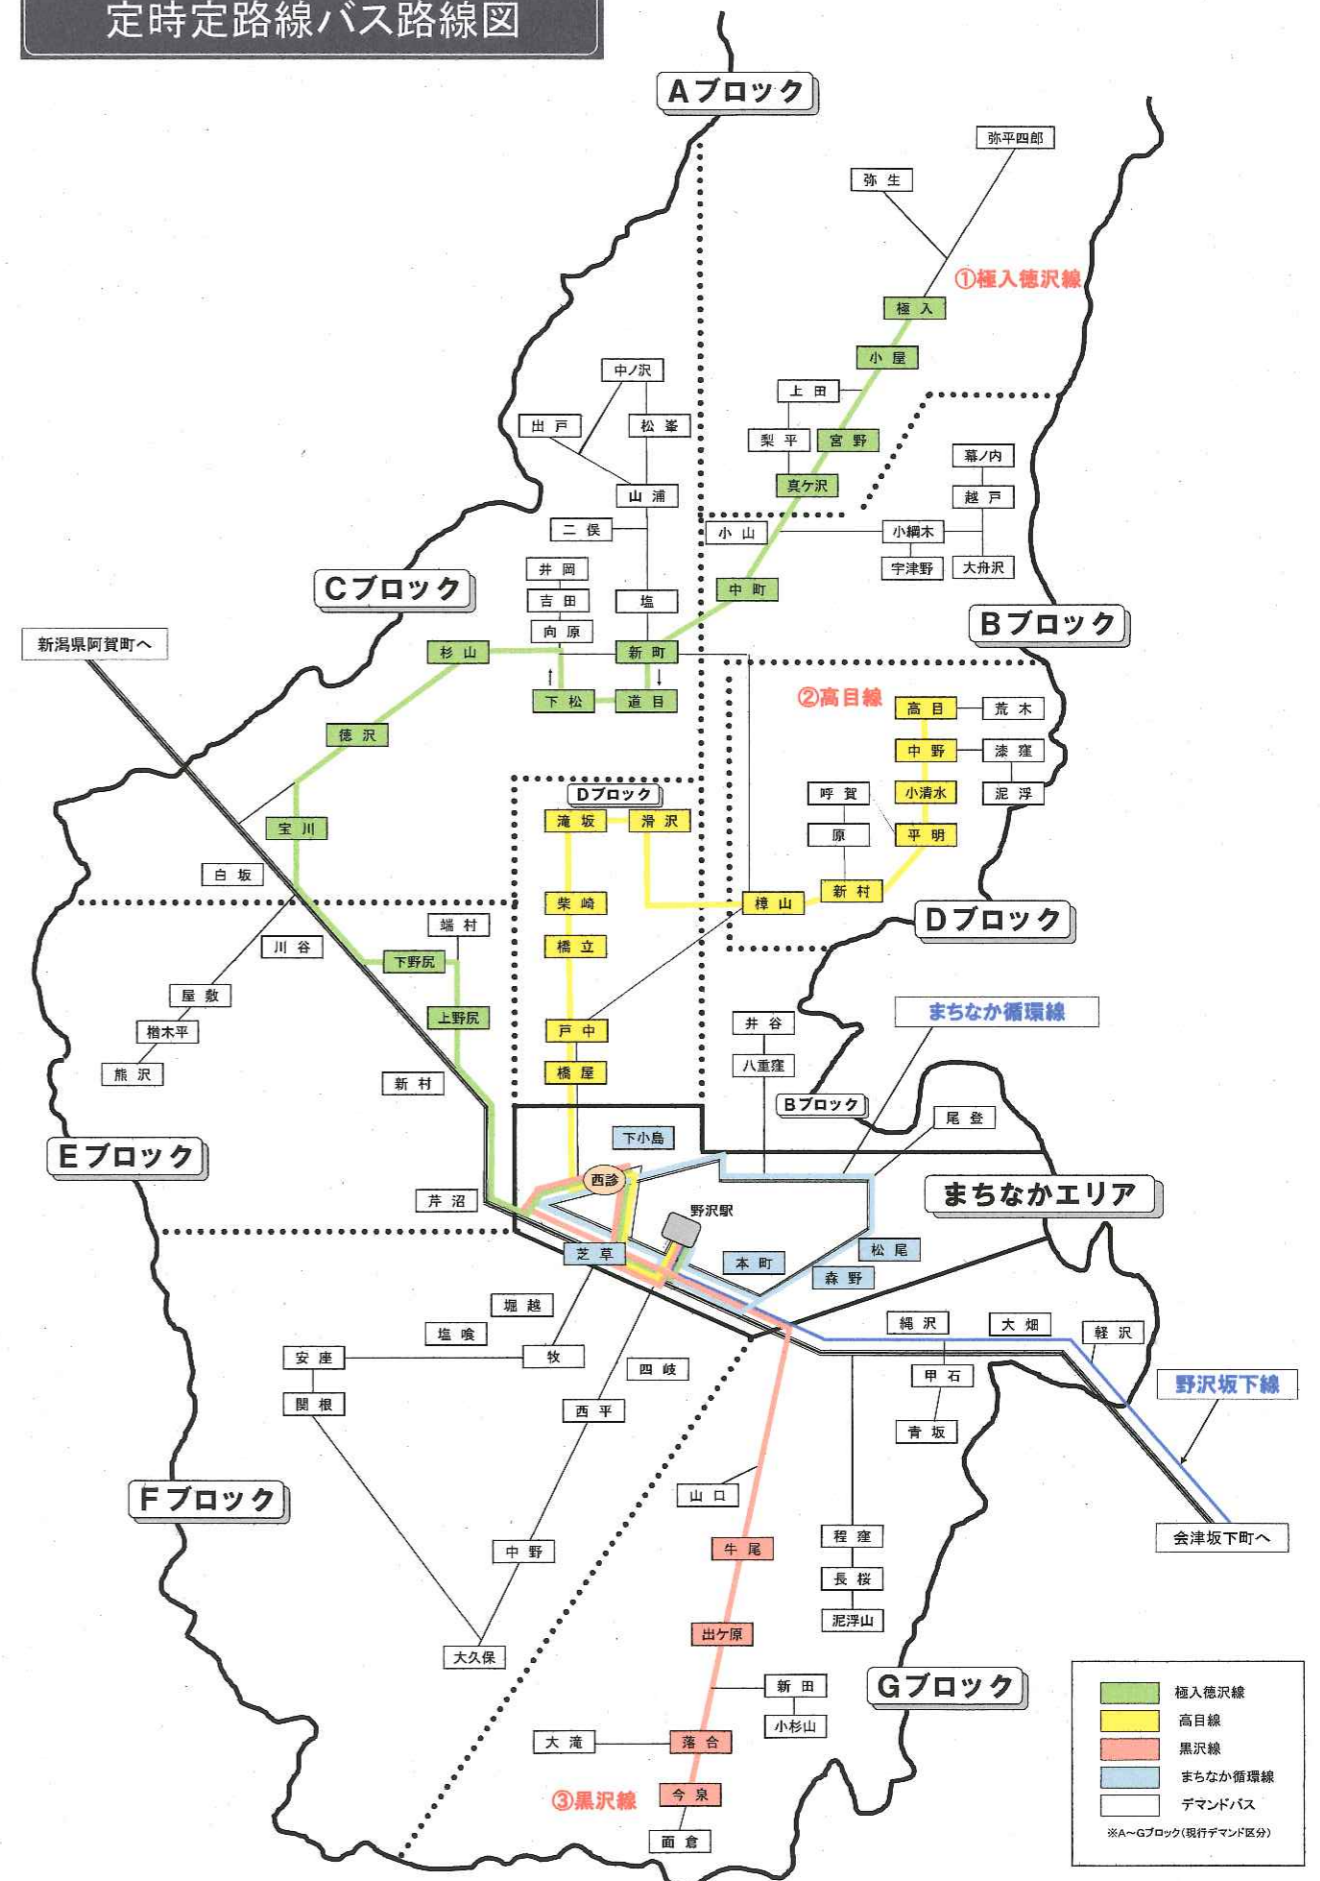 定時定路線バス路線図
Aブロック
弥平四郎
弥生
①極入徳沢線
極入
小屋
中ノ沢
上田
出戸
松峯
梨平
宮野
幕ノ内
真ケ沢
山浦
越戸
二俣
小山
小綱木
井岡
宇津野
大舟沢
Cブロック
中町
吉田
塩
Bブロック
向原
新潟県阿賀町へ
杉山
新町
↑
↓
下松
道目
②高目線
高目
荒木
徳沢
中野
漆窪
Dブロック
呼賀
小清水
泥浮
滝坂
滑沢
宝川
原
平明
白坂
新村
柴崎
樟山
端村
Dブロック
川谷
橋立
下野尻
屋敷
まちなか循環線
上野尻
井谷
楢木平
戸中
熊沢
橋屋
八重窪
新村
Bブロック
尾登
下小島
Eブロック
西診
まちなかエリア
芹沼
野沢駅
芝草
本町
松尾
森野
堀越
縄沢
大畑
軽沢
塩喰
安座
牧
四岐
甲石
野沢坂下線
関根
西平
青坂
山口
Fブロック
程窪
会津坂下町へ
中野
牛尾
長桜
泥浮山
出ケ原
大久保
新田
Gブロック
極入徳沢線
小杉山
高目線
大滝
落合
黒沢線
まちなか循環線
今泉
③黒沢線
デマンドバス
面倉
※A～Gブロック(現行デマンド区分)